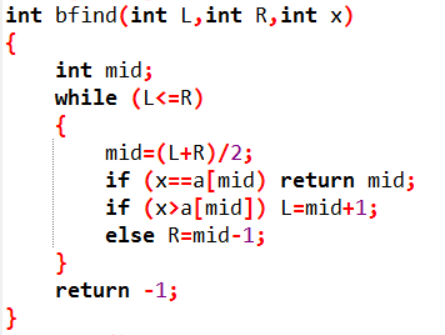 int bfind(int L,int R,int x)
{
    int mid;
    while (L<=R)
    {
        mid=(L+R)/2;
        if (x==a[mid) return mid;
        if (x>a[mid]) L=mid+1;
        else R=mid-1;
    }
    return -1;
}